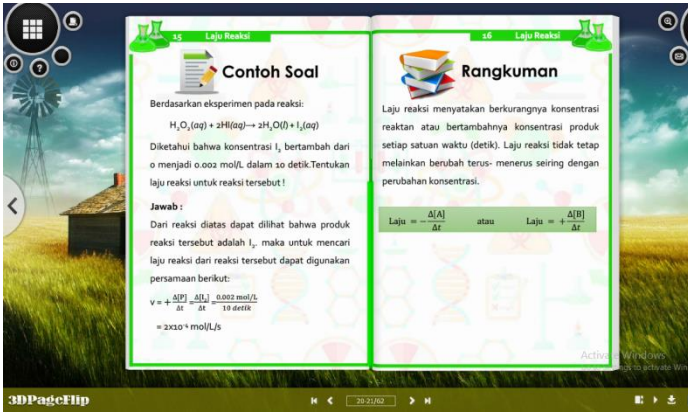 15 Laju Reaksi
Contoh Soal
Berdasarkan eksperimen pada reaksi:
H₂O₂(aq) + 2HI(aq)→ 2H₂O(l) + I₂(aq)
Diketahui bahwa konsentrasi I₂ bertambah dari
0 menjadi 0.002 mol/L dalam 10 detik.Tentukan
laju reaksi untuk reaksi tersebut !
Jawab :
Dari reaksi diatas dapat dilihat bahwa produk
reaksi tersebut adalah I₂. maka untuk mencari
laju reaksi dari reaksi tersebut dapat digunakan
persamaan berikut:
v = + Δ[P]/Δt = Δ[I₂]/Δt = 0.002 mol/L / 10 detik
= 2x10⁻⁴ mol/L/s
16 Laju Reaksi
Rangkuman
Laju reaksi menyatakan berkurangnya konsentrasi
reaktan atau bertambahnya konsentrasi produk
setiap satuan waktu (detik). Laju reaksi tidak tetap
melainkan berubah terus- menerus seiring dengan
perubahan konsentrasi.
Laju = − Δ[A]/Δt atau Laju = + Δ[B]/Δt
Activate Windows
to activate Win
3DPageFlip
20-21/62